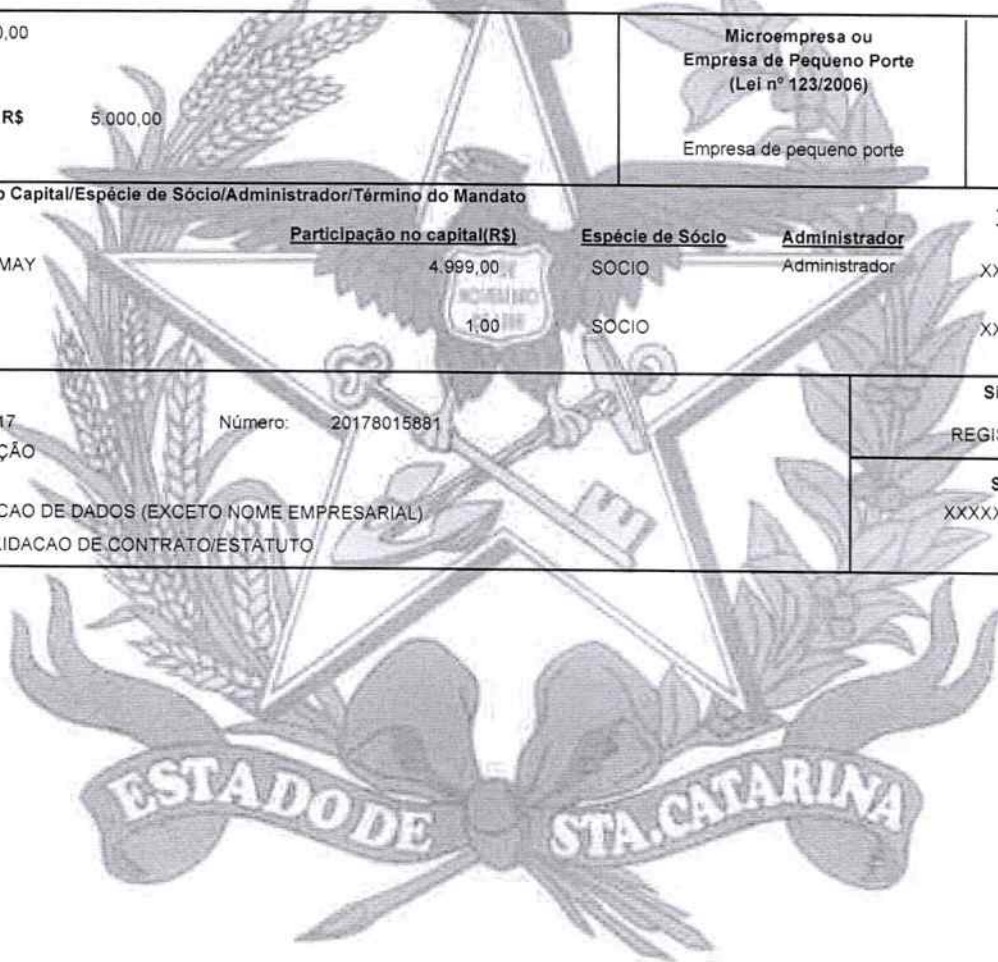 0,00
Microempresa ou
Empresa de Pequeno Porte
(Lei nº 123/2006)
R$ 5.000,00
Empresa de pequeno porte
o Capital/Espécie de Sócio/Administrador/Término do Mandato
Participação no capital(R$) Espécie de Sócio Administrador
MAY 4.999,00 SOCIO Administrador XX
1,00 SOCIO XX
17 Número: 20178015881
ÇÃO
REGIS
CAO DE DADOS (EXCETO NOME EMPRESARIAL)
XXXXX
LIDACAO DE CONTRATO/ESTATUTO
NOVEMBRO
ESTADO DE STA.CATARINA